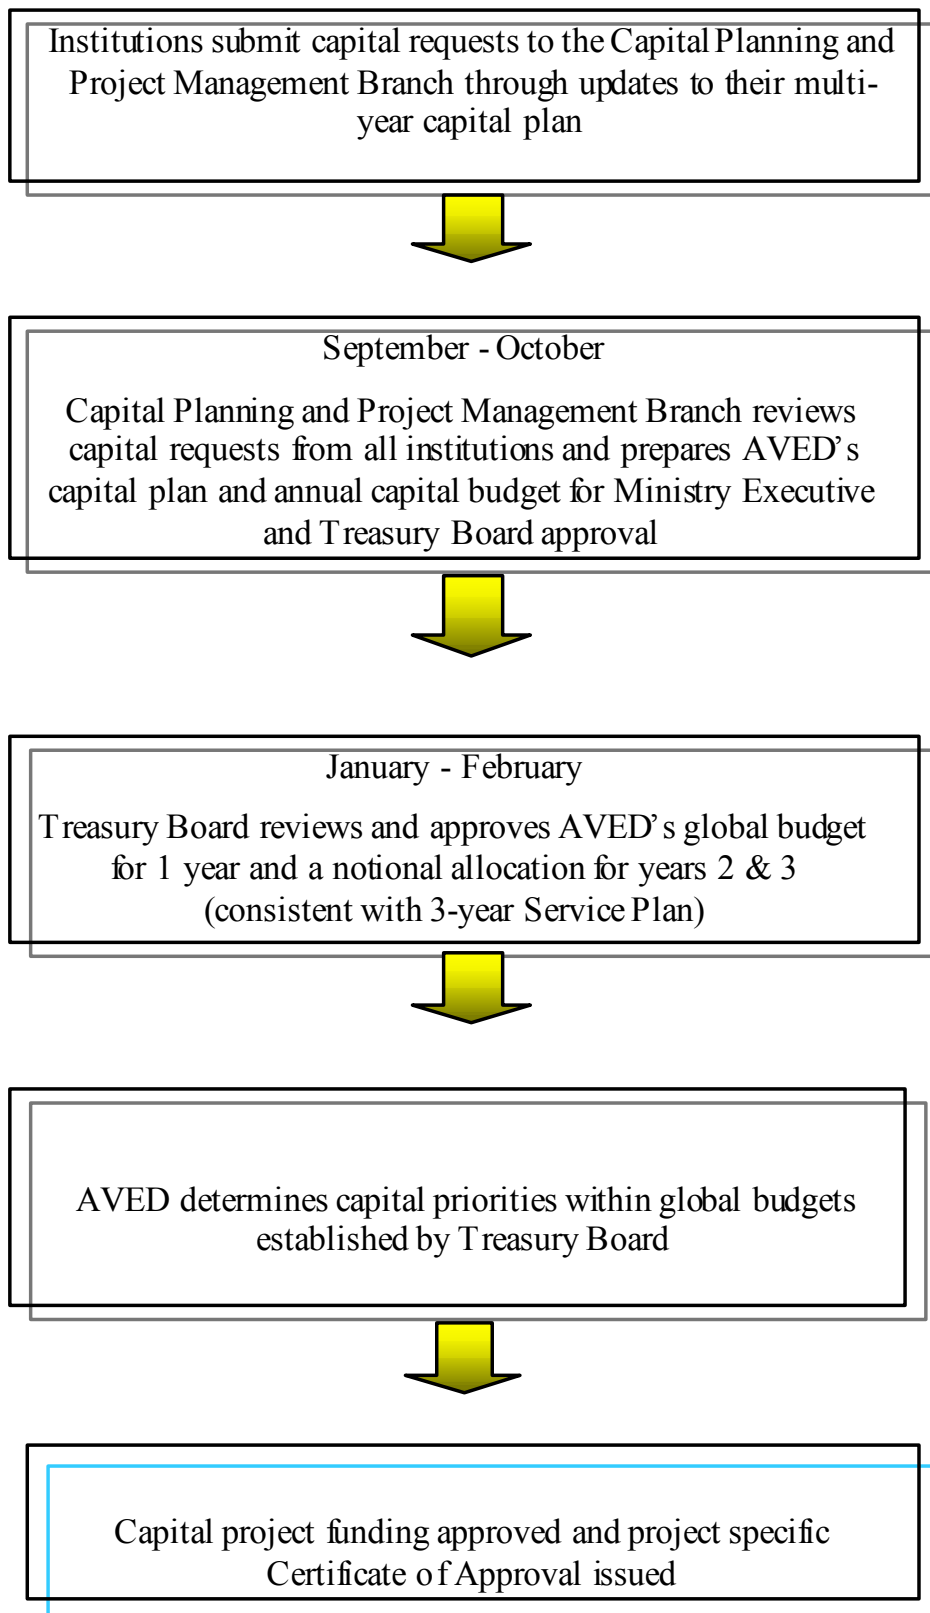 Institutions submit capital requests to the Capital Planning and
Project Management Branch through updates to their multi-
year capital plan
September - October
Capital Planning and Project Management Branch reviews
capital requests from all institutions and prepares AVED's
capital plan and annual capital budget for Ministry Executive
and Treasury Board approval
January - February
Treasury Board reviews and approves AVED's global budget
for 1 year and a notional allocation for years 2 & 3
(consistent with 3-year Service Plan)
AVED determines capital priorities within global budgets
established by Treasury Board
Capital project funding approved and project specific
Certificate of Approval issued